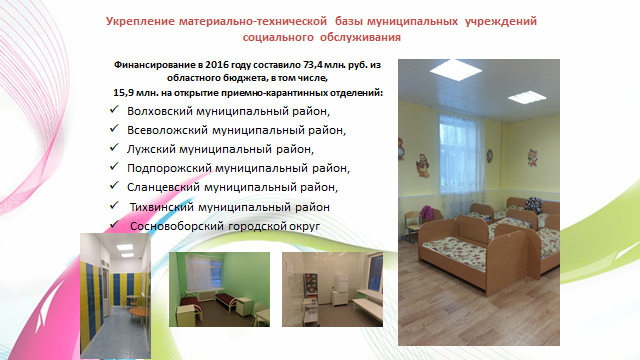 Укрепление материально-технической базы муниципальных учреждений
социального обслуживания
Финансирование в 2016 году составило 73,4 млн. руб. из
областного бюджета, в том числе,
15,9 млн. на открытие приемно-карантинных отделений:
✓ Волховский муниципальный район,
✓ Всеволожский муниципальный район,
✓ Лужский муниципальный район,
✓ Подпорожский муниципальный район,
✓ Сланцевский муниципальный район,
✓ Тихвинский муниципальный район
✓ Сосновоборский городской округ